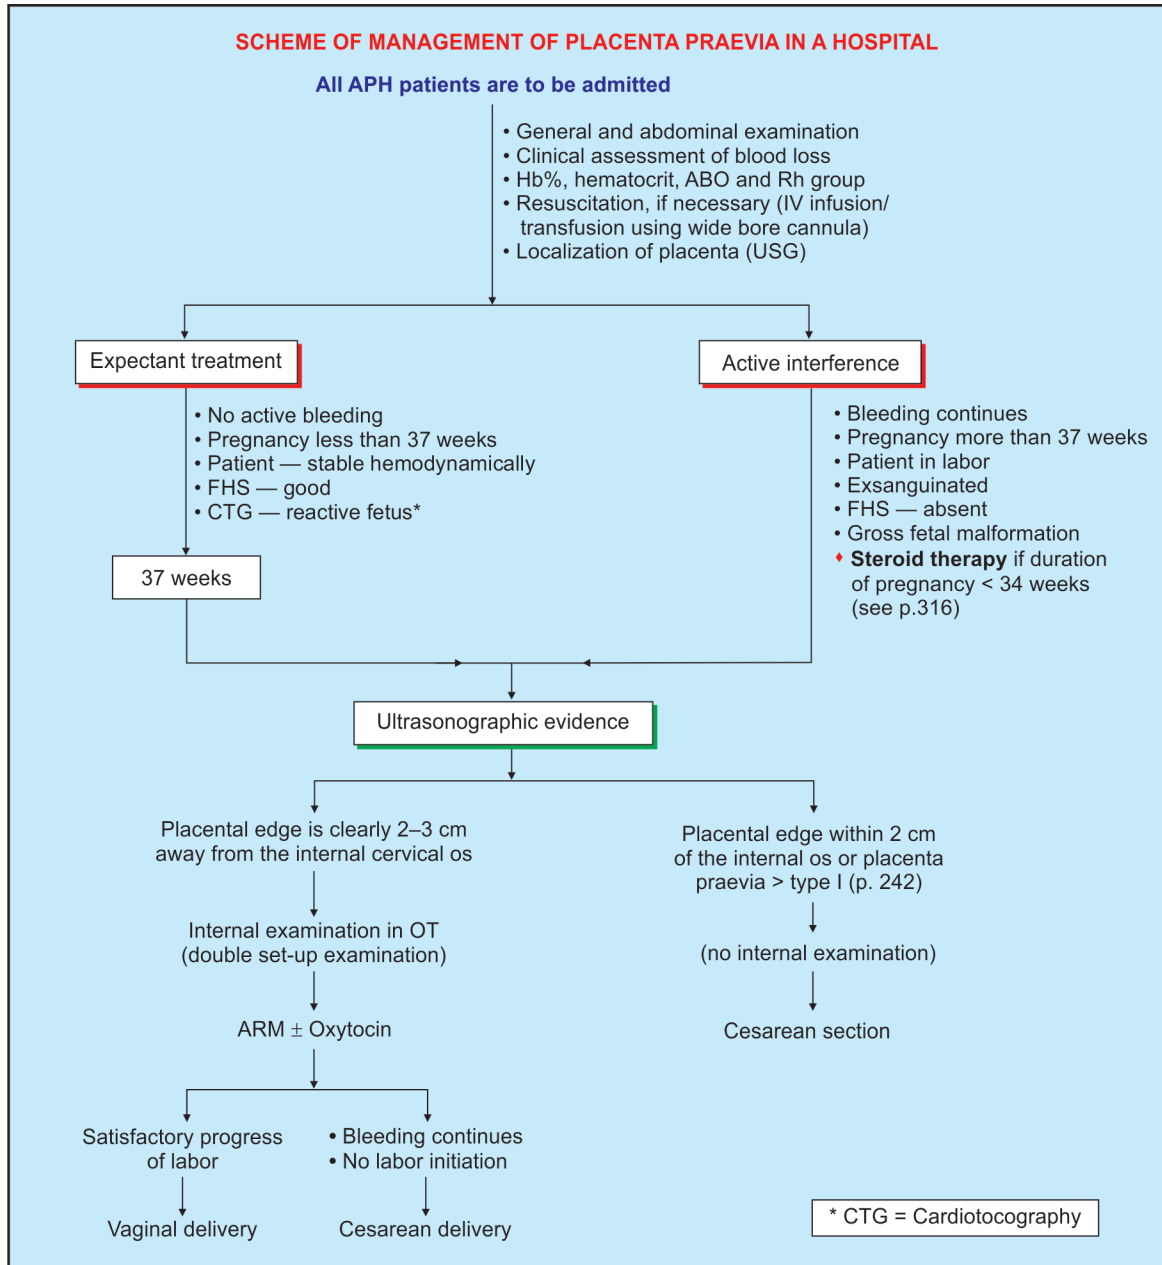 SCHEME OF MANAGEMENT OF PLACENTA PRAEVIA IN A HOSPITAL
All APH patients are to be admitted
• General and abdominal examination
• Clinical assessment of blood loss
• Hb%, hematocrit, ABO and Rh group
• Resuscitation, if necessary (IV infusion/
transfusion using wide bore cannula)
• Localization of placenta (USG)
Expectant treatment
• No active bleeding
• Pregnancy less than 37 weeks
• Patient — stable hemodynamically
• FHS — good
• CTG — reactive fetus*
37 weeks
Active interference
• Bleeding continues
• Pregnancy more than 37 weeks
• Patient in labor
• Exsanguinated
• FHS — absent
• Gross fetal malformation
♦ Steroid therapy if duration
of pregnancy < 34 weeks
(see p.316)
Ultrasonographic evidence
Placental edge is clearly 2–3 cm
away from the internal cervical os
Internal examination in OT
(double set-up examination)
ARM ± Oxytocin
Satisfactory progress
of labor
Vaginal delivery
• Bleeding continues
• No labor initiation
Cesarean delivery
Placental edge within 2 cm
of the internal os or placenta
praevia > type I (p. 242)
(no internal examination)
Cesarean section
* CTG = Cardiotocography